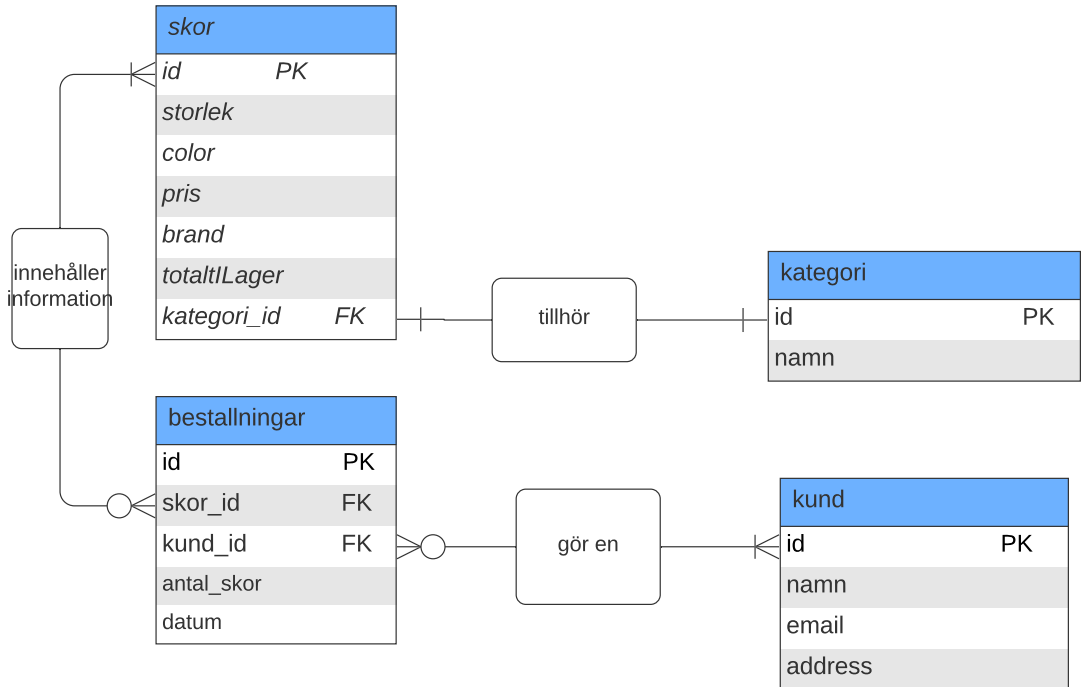 skor
id PK
storlek
color
pris
brand
totaltILager
kategori_id FK
innehåller
information
tillhör
kategori
id PK
namn
bestallningar
id PK
skor_id FK
kund_id FK
antal_skor
datum
gör en
kund
id PK
namn
email
address